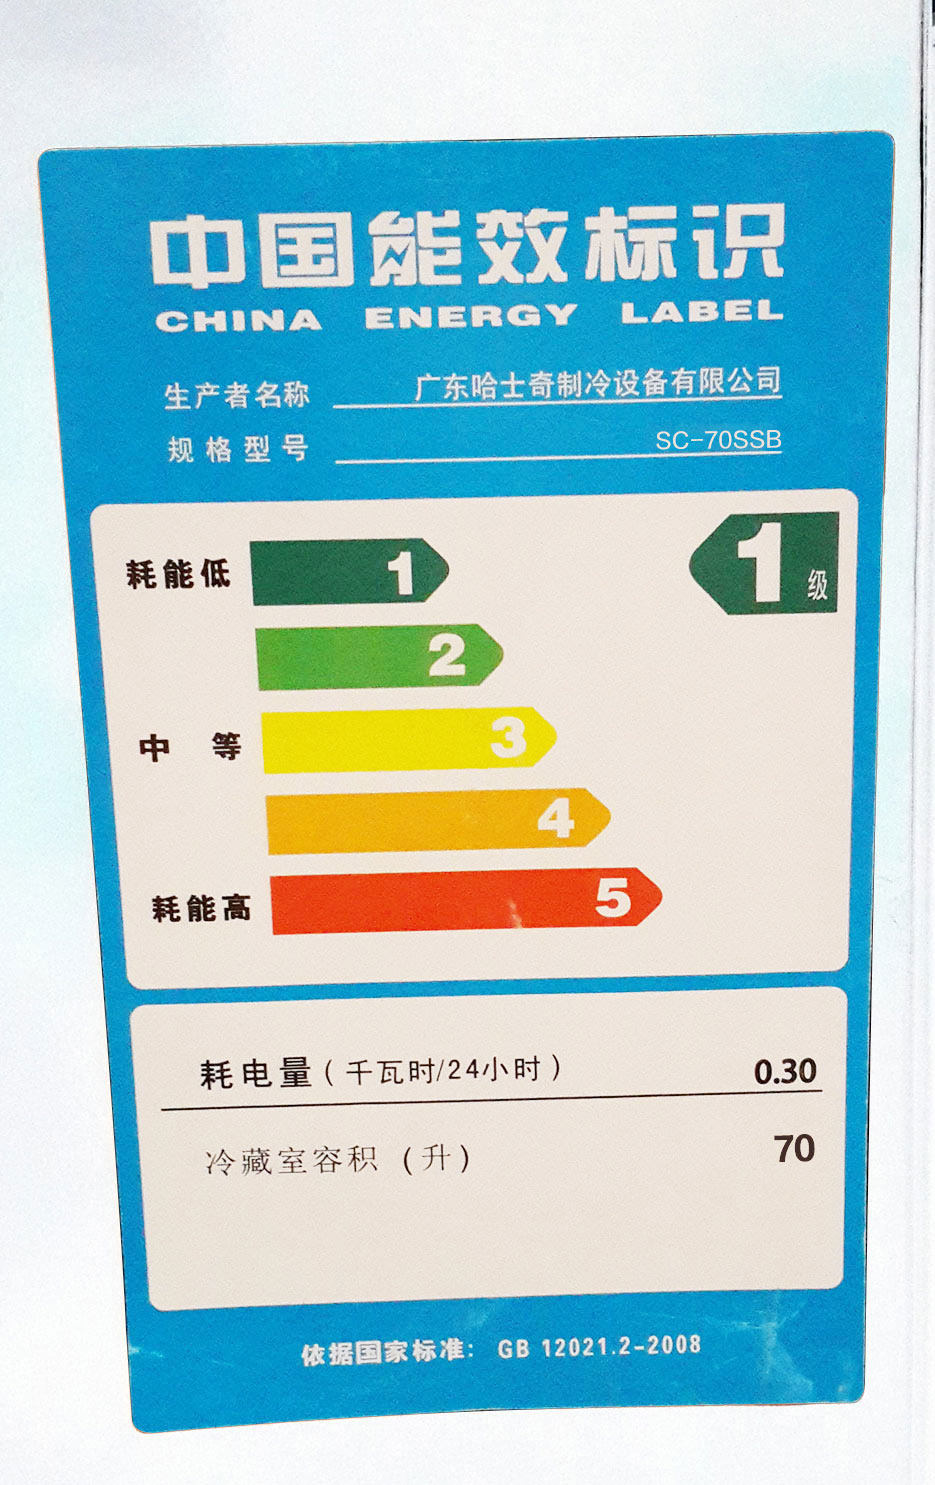 中国能效标识
CHINA ENERGY LABEL
生产者名称 广东哈士奇制冷设备有限公司
规格型号 SC-70SSB
耗能低 1 1级
2
中 等 3
4
耗能高 5
耗电量(千瓦时/24小时) 0.30
冷藏室容积 (升) 70
依据国家标准: GB 12021.2-2008